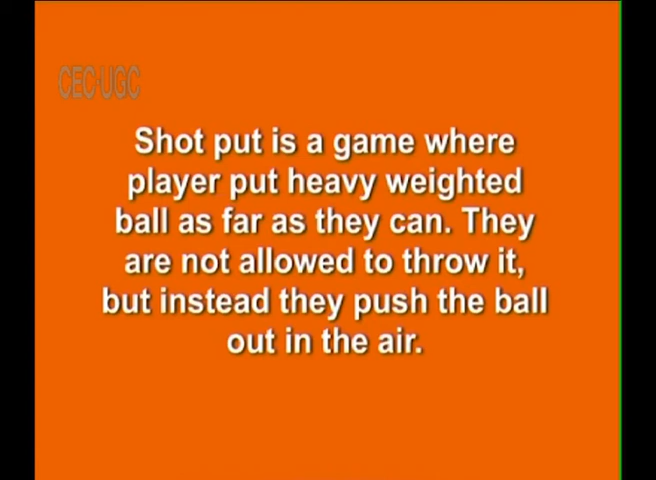 CEC-UGC
Shot put is a game where
player put heavy weighted
ball as far as they can. They
are not allowed to throw it,
but instead they push the ball
out in the air.